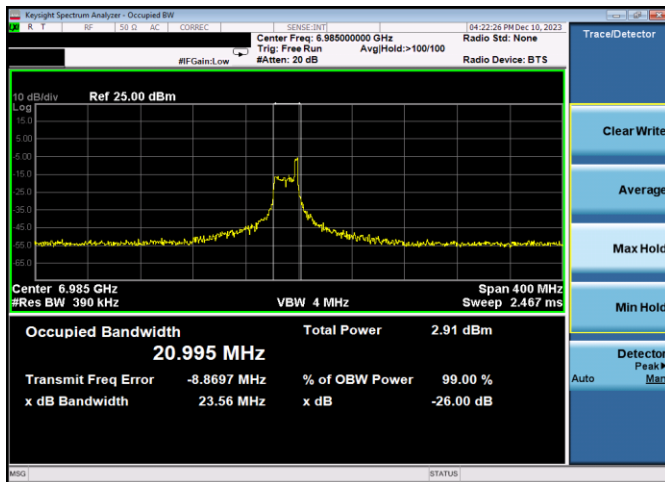 Keysight Spectrum Analyzer - Occupied BW
R T RF 50 Ω AC CORREC SENSE:INT 04:22:26 PM Dec 10, 2023
Center Freq: 6.985000000 GHz Radio Std: None
Trig: Free Run Avg|Hold:>100/100
#IFGain:Low #Atten: 20 dB Radio Device: BTS
Trace/Detector
10 dB/div Ref 25.00 dBm
Log
15.0
5.00
-5.00
-15.0
-25.0
-35.0
-45.0
-55.0
-65.0
Center 6.985 GHz Span 400 MHz
#Res BW 390 kHz VBW 4 MHz Sweep 2.467 ms
Occupied Bandwidth Total Power 2.91 dBm
20.995 MHz
Transmit Freq Error -8.8697 MHz % of OBW Power 99.00 %
x dB Bandwidth 23.56 MHz x dB -26.00 dB
Clear Write
Average
Max Hold
Min Hold
Detector
Peak▶
Auto Man
MSG STATUS